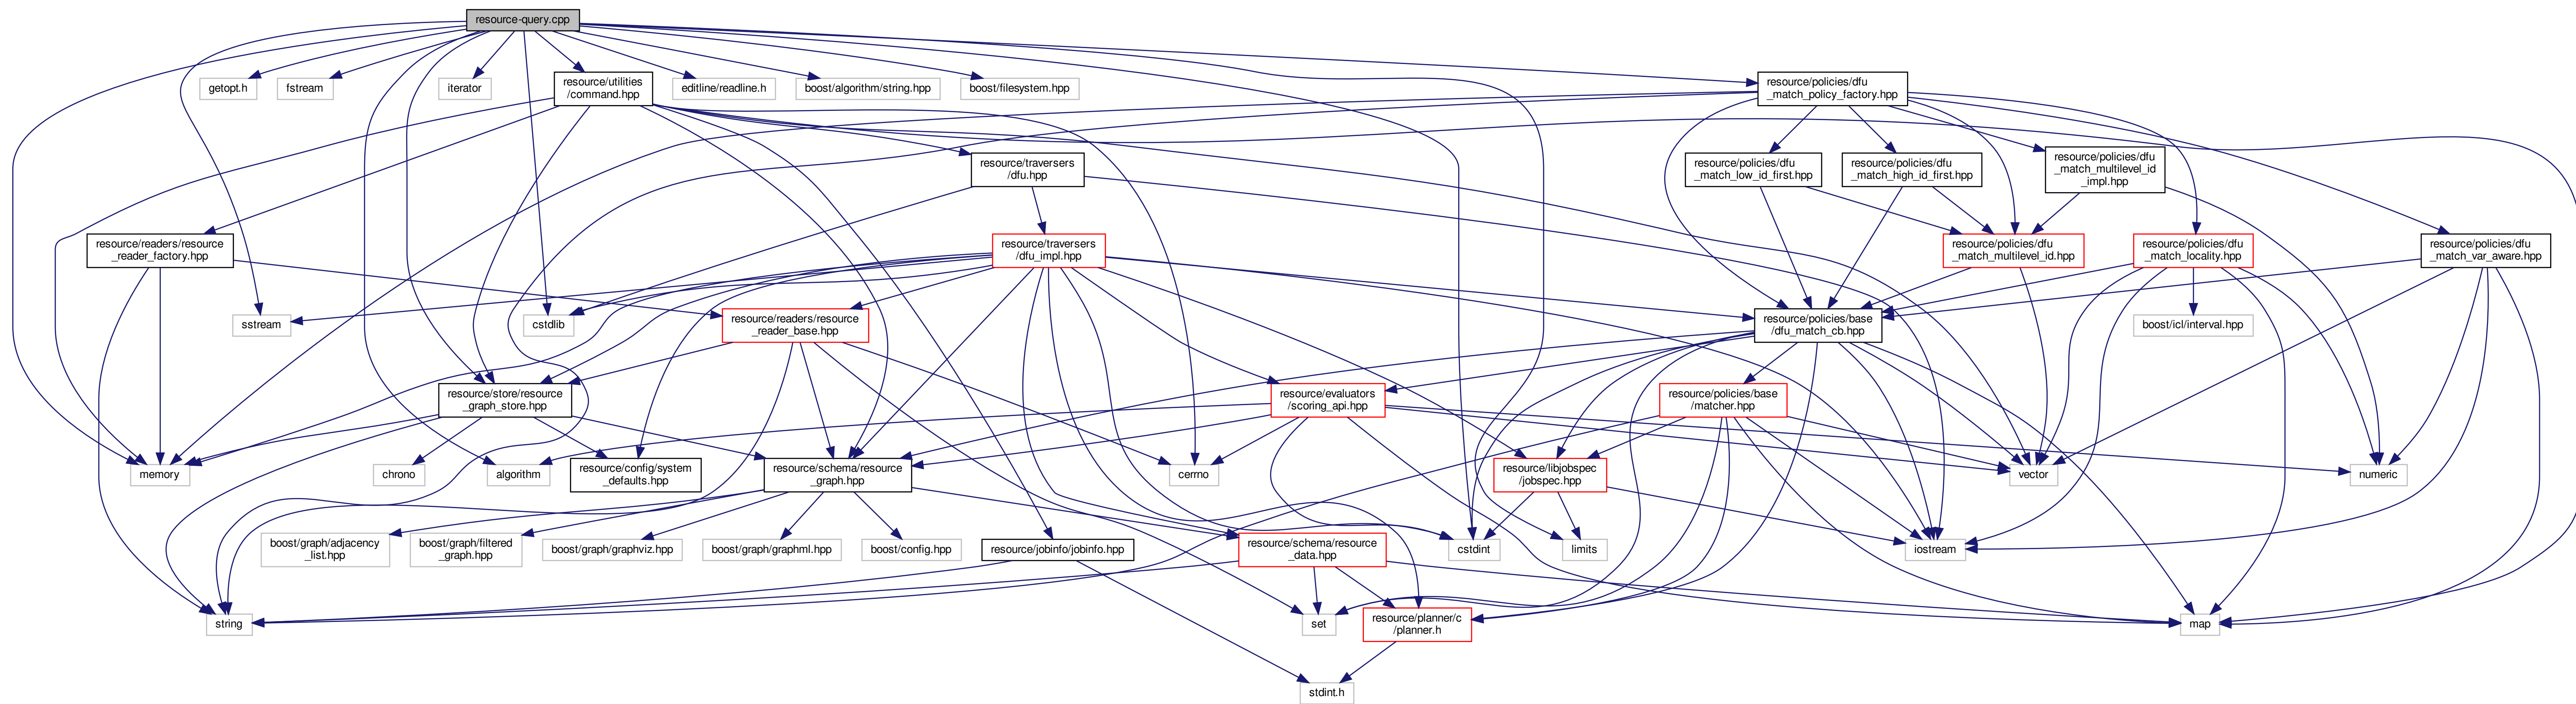 resource-query.cpp
getopt.h
fstream
iterator
resource/utilities
/command.hpp
editline/readline.h
boost/algorithm/string.hpp
boost/filesystem.hpp
resource/policies/dfu
_match_policy_factory.hpp
resource/traversers
/dfu.hpp
resource/policies/dfu
_match_low_id_first.hpp
resource/policies/dfu
_match_high_id_first.hpp
resource/policies/dfu
_match_multilevel_id
_impl.hpp
resource/readers/resource
_reader_factory.hpp
resource/traversers
/dfu_impl.hpp
resource/policies/dfu
_match_multilevel_id.hpp
resource/policies/dfu
_match_locality.hpp
resource/policies/dfu
_match_var_aware.hpp
sstream
cstdlib
resource/readers/resource
_reader_base.hpp
resource/policies/base
/dfu_match_cb.hpp
boost/icl/interval.hpp
resource/store/resource
_graph_store.hpp
resource/evaluators
/scoring_api.hpp
resource/policies/base
/matcher.hpp
memory
chrono
algorithm
resource/config/system
_defaults.hpp
resource/schema/resource
_graph.hpp
cerrno
resource/libjobspec
/jobspec.hpp
vector
numeric
boost/graph/adjacency
_list.hpp
boost/graph/filtered
_graph.hpp
boost/graph/graphviz.hpp
boost/graph/graphml.hpp
boost/config.hpp
resource/jobinfo/jobinfo.hpp
resource/schema/resource
_data.hpp
cstdint
limits
iostream
string
set
resource/planner/c
/planner.h
map
stdint.h